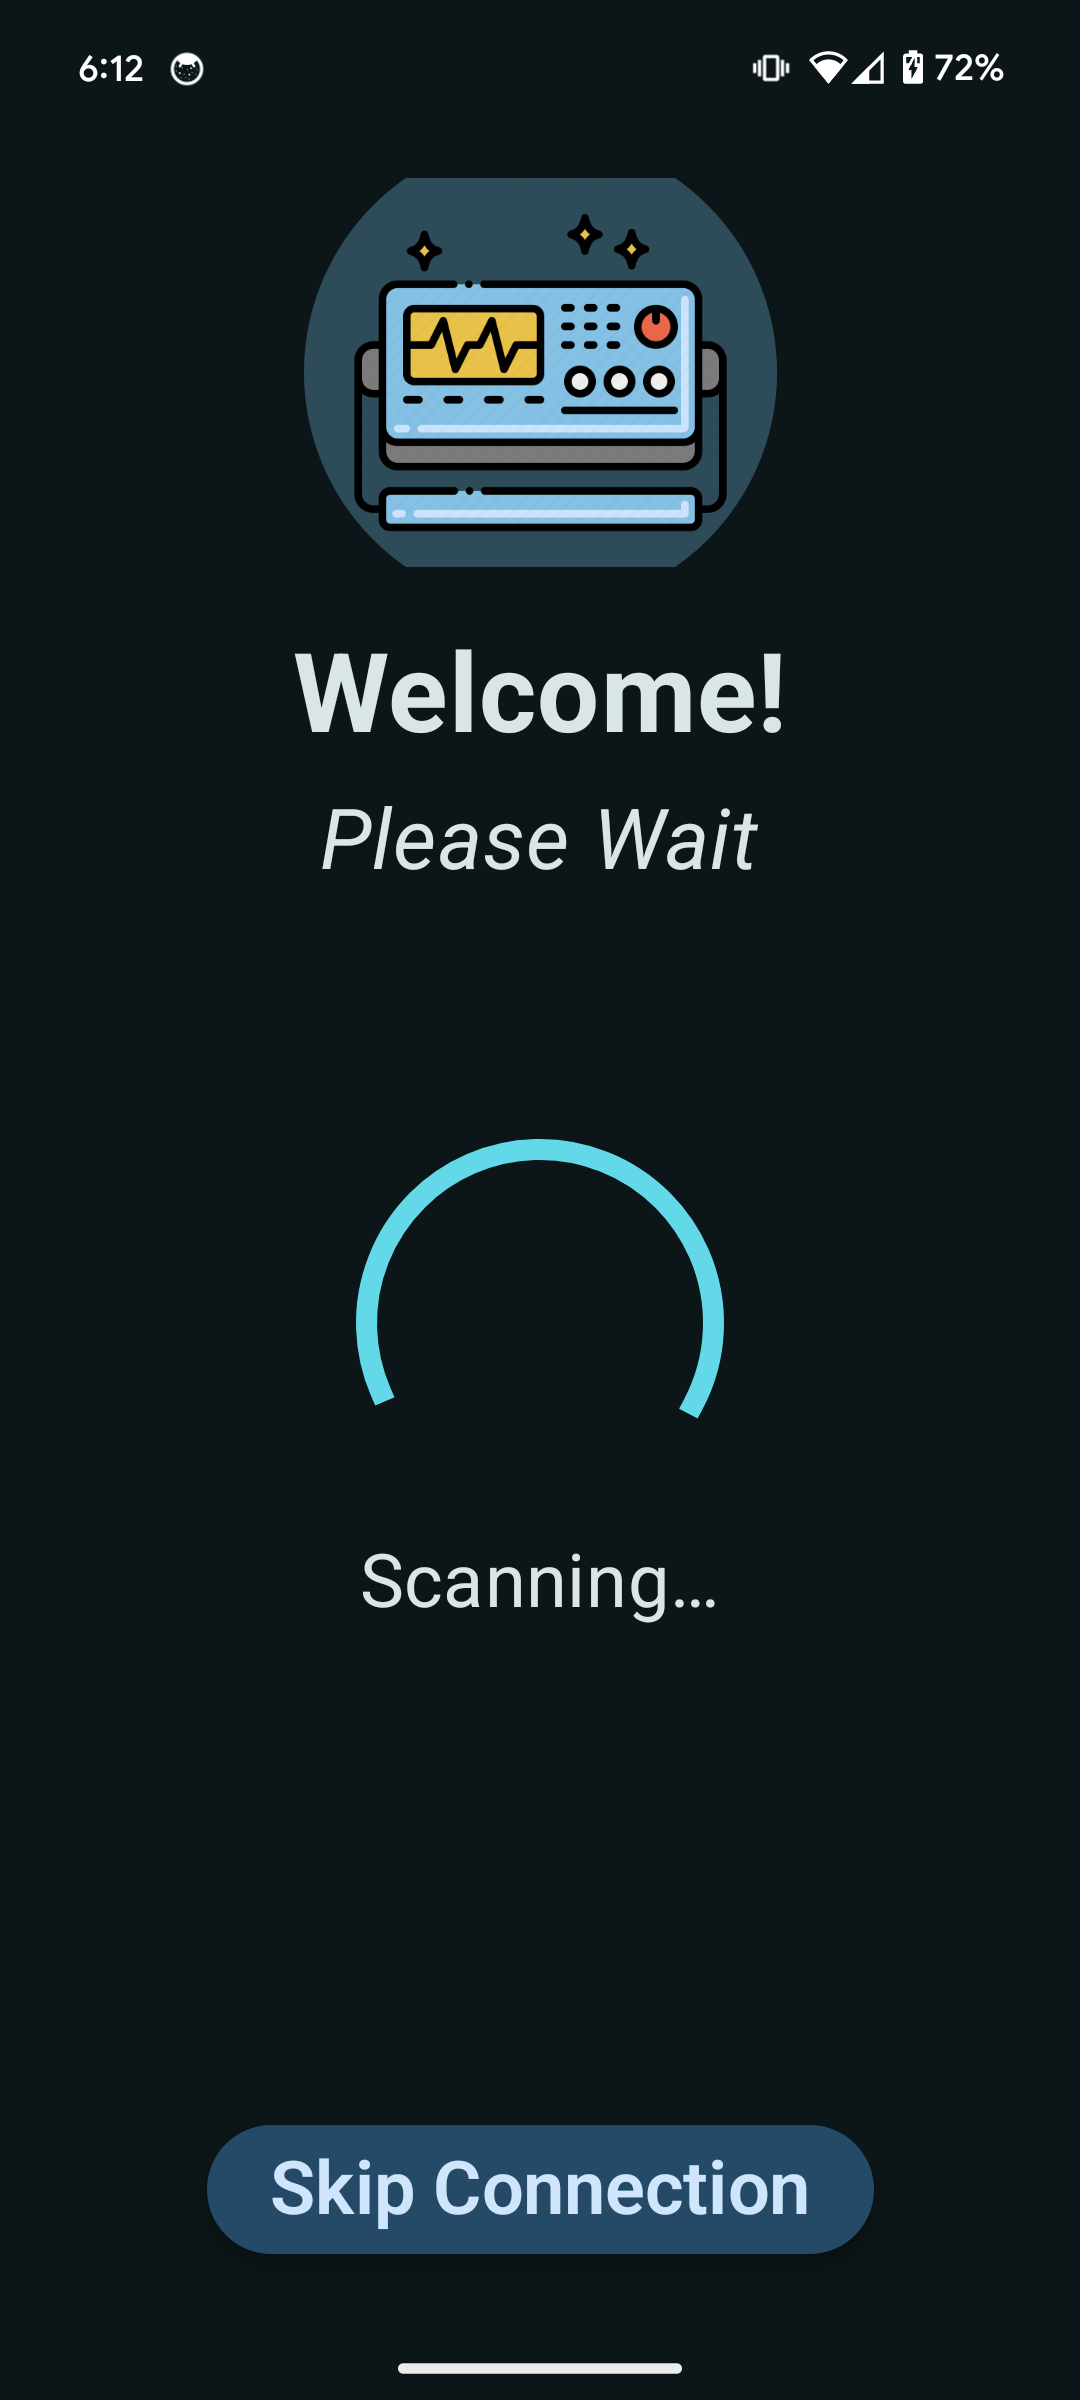 6:12
72%
Welcome!
Please Wait
Scanning…
Skip Connection